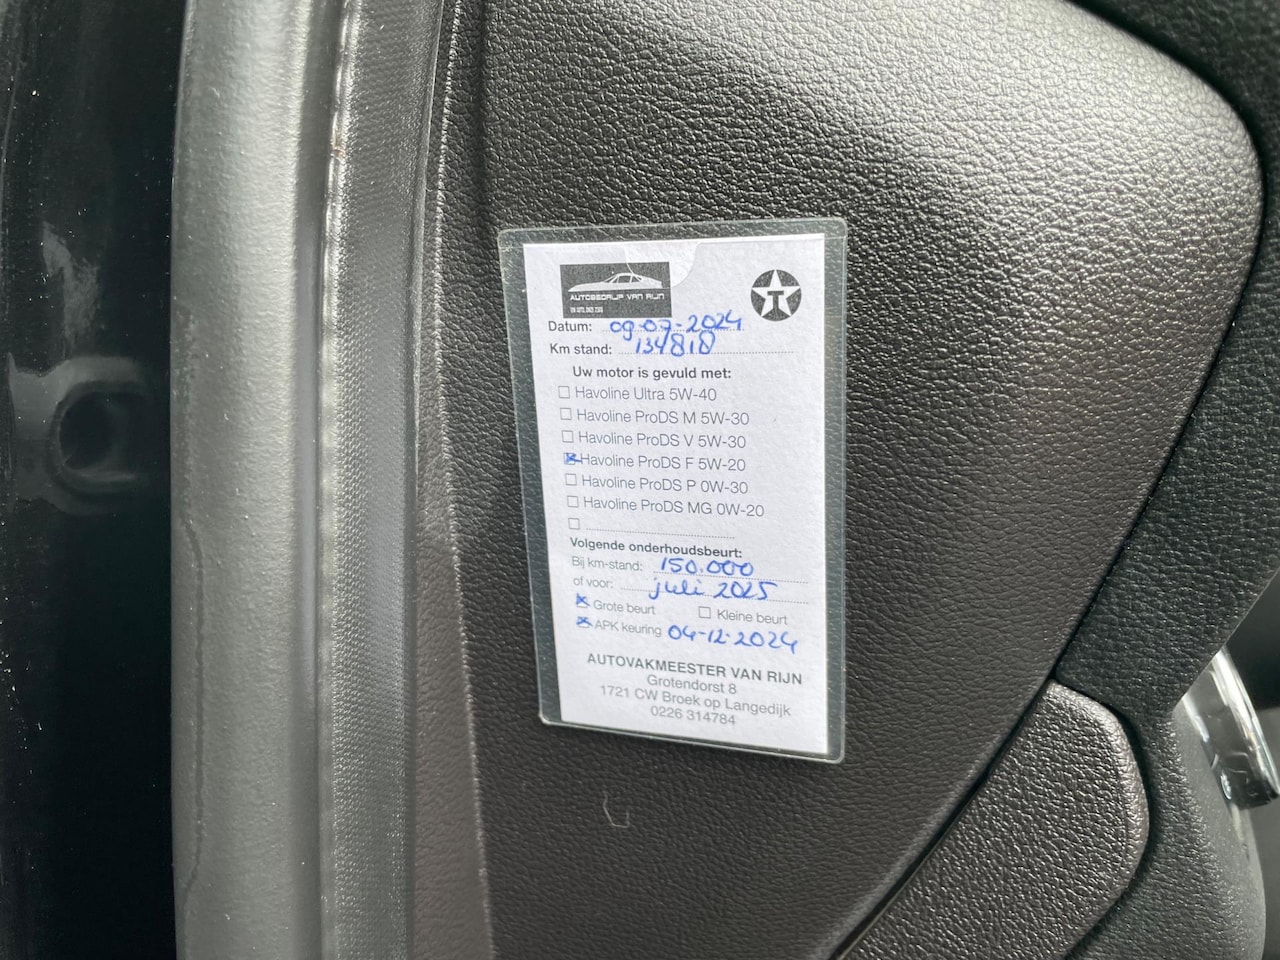 AUTOBEDRIJF VAN RIJN
T
Datum: 09-07-2024
Km stand: 134818
Uw motor is gevuld met:
Havoline Ultra 5W-40
Havoline ProDS M 5W-30
Havoline ProDS V 5W-30
Havoline ProDS F 5W-20
Havoline ProDS P 0W-30
Havoline ProDS MG 0W-20
Volgende onderhoudsbeurt:
Bij km-stand: 150.000
of voor: juli 2025
Grote beurt Kleine beurt
APK keuring 04-12-2024
AUTOVAKMEESTER VAN RIJN
Grotendorst 8
1721 CW Broek op Langedijk
0226 314784